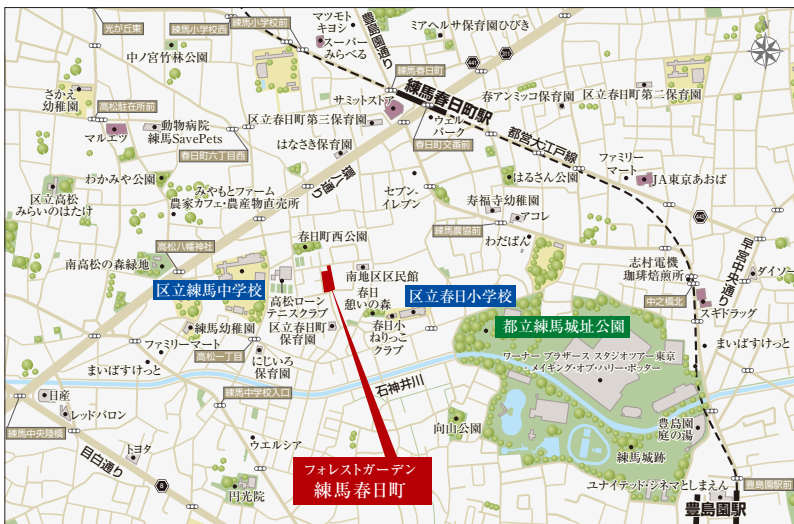 光が丘東
練馬小学校西
練馬小学校前
マツモト
キヨシ
スーパー
みらべる
豊島園通り
ミアヘルサ保育園ひびき
441
311
中ノ宮竹林公園
練馬春日町
練馬春日町駅
さかえ
幼稚園
高松駐在所前
サミットストア
春アンミッコ保育園
区立春日町第二保育園
マルエツ
動物病院
練馬SavePets
区立春日町第三保育園
ウェル
パーク
都営大江戸線
春日町六丁目西
はなさき保育園
春日町交番前
ファミリー
マート
JA東京あおば
わかみや公園
環八通り
はるさん公園
区立高松
みらいのはたけ
みやもとファーム
農家カフェ・農産物直売所
セブン-
イレブン
寿福寺幼稚園
アコレ
443
高松八幡神社
春日町西公園
練馬農協前
わだぱん
早宮中央通り
南高松の森緑地
区立練馬中学校
高松ローン
テニスクラブ
南地区区民館
春日
憩いの森
区立春日小学校
志村電機
珈琲焙煎所
ダイソー
中之橋北
スギドラッグ
練馬幼稚園
区立春日町
保育園
春日小
ねりっこ
クラブ
都立練馬城址公園
ファミリーマート
高松一丁目
にじいろ
保育園
ワーナー ブラザース スタジオツアー東京
‐メイキング・オブ・ハリー・ポッター
まいばすけっと
まいばすけっと
石神井川
日産
練馬中学校入口
レッドバロン
向山公園
豊島園
庭の湯
練馬中央陸橋
目白通り
トヨタ
ウエルシア
練馬城跡
8
円光院
フォレストガーデン
練馬春日町
ユナイテッド・シネマとしまえん
豊島園駅前
豊島園駅